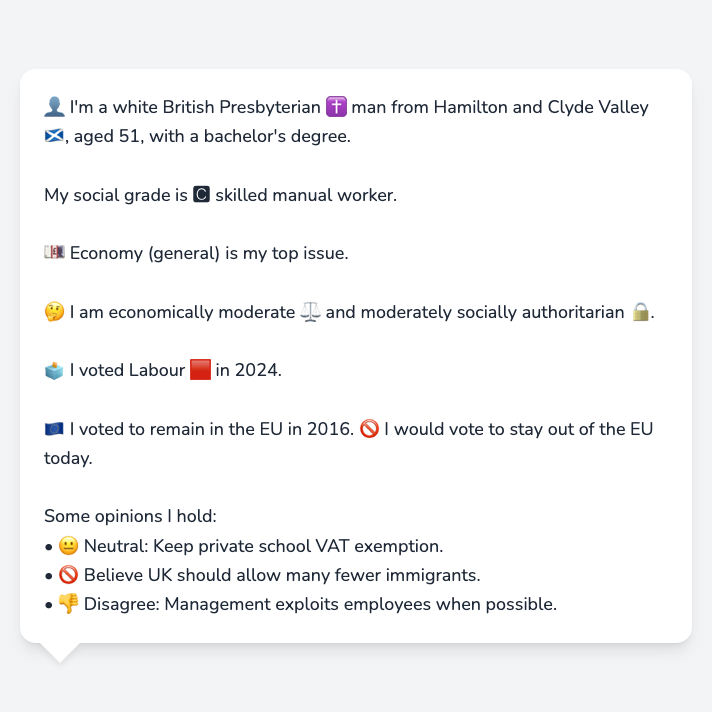 👤 I'm a white British Presbyterian ✝️ man from Hamilton and Clyde Valley
🏴󠁧󠁢󠁳󠁣󠁴󠁿, aged 51, with a bachelor's degree.
My social grade is 🅲 skilled manual worker.
💷 Economy (general) is my top issue.
🤔 I am economically moderate ⚖️ and moderately socially authoritarian 🔒.
🗳️ I voted Labour 🟥 in 2024.
🇪🇺 I voted to remain in the EU in 2016. 🚫 I would vote to stay out of the EU
today.
Some opinions I hold:
• 😐 Neutral: Keep private school VAT exemption.
• 🚫 Believe UK should allow many fewer immigrants.
• 👎 Disagree: Management exploits employees when possible.